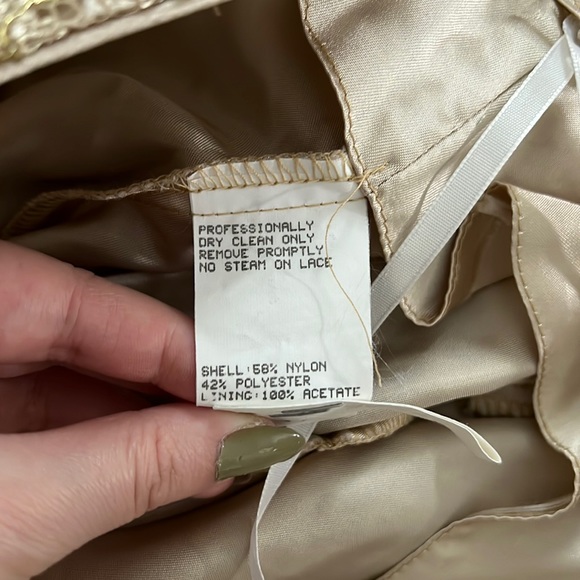 PROFESSIONALLY
DRY CLEAN ONLY
REMOVE PROMPTLY
NO STEAM ON LACE
SHELL:58% NYLON
42% POLYESTER
LINING:100% ACETATE